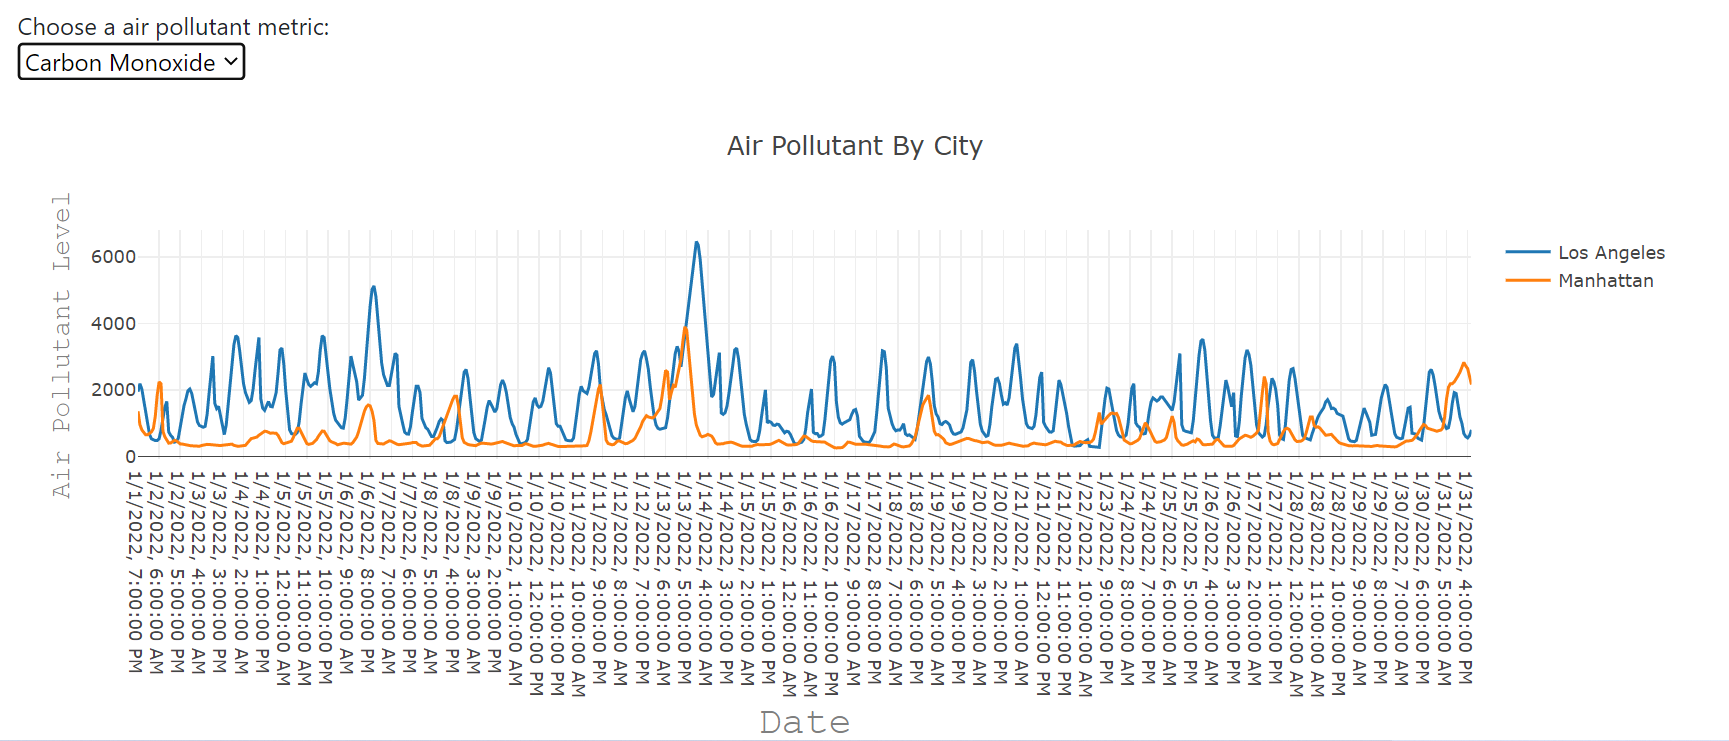 Choose a air pollutant metric:
Carbon Monoxide
Air Pollutant By City
Air Pollutant Level
6000
4000
2000
0
Los Angeles
Manhattan
1/1/2022, 7:00:00 PM
1/2/2022, 6:00:00 AM
1/2/2022, 5:00:00 PM
1/3/2022, 4:00:00 AM
1/3/2022, 3:00:00 PM
1/4/2022, 2:00:00 AM
1/4/2022, 1:00:00 PM
1/5/2022, 12:00:00 AM
1/5/2022, 11:00:00 AM
1/5/2022, 10:00:00 PM
1/6/2022, 9:00:00 AM
1/6/2022, 8:00:00 PM
1/7/2022, 7:00:00 AM
1/7/2022, 6:00:00 PM
1/8/2022, 5:00:00 AM
1/8/2022, 4:00:00 PM
1/9/2022, 3:00:00 AM
1/9/2022, 2:00:00 PM
1/10/2022, 1:00:00 AM
1/10/2022, 12:00:00 PM
1/10/2022, 11:00:00 PM
1/11/2022, 10:00:00 AM
1/11/2022, 9:00:00 PM
1/12/2022, 8:00:00 AM
1/12/2022, 7:00:00 PM
1/13/2022, 6:00:00 AM
1/13/2022, 5:00:00 PM
1/14/2022, 4:00:00 AM
1/14/2022, 3:00:00 PM
1/15/2022, 2:00:00 AM
1/15/2022, 1:00:00 PM
1/16/2022, 12:00:00 AM
1/16/2022, 11:00:00 AM
1/16/2022, 10:00:00 PM
1/17/2022, 9:00:00 AM
1/17/2022, 8:00:00 PM
1/18/2022, 7:00:00 AM
1/18/2022, 6:00:00 PM
1/19/2022, 5:00:00 AM
1/19/2022, 4:00:00 PM
1/20/2022, 3:00:00 AM
1/20/2022, 2:00:00 PM
1/21/2022, 1:00:00 AM
1/21/2022, 12:00:00 PM
1/21/2022, 11:00:00 PM
1/22/2022, 10:00:00 AM
1/23/2022, 9:00:00 PM
1/24/2022, 8:00:00 AM
1/24/2022, 7:00:00 PM
1/25/2022, 6:00:00 AM
1/25/2022, 5:00:00 PM
1/26/2022, 4:00:00 AM
1/26/2022, 3:00:00 PM
1/27/2022, 2:00:00 AM
1/27/2022, 1:00:00 PM
1/28/2022, 12:00:00 AM
1/28/2022, 11:00:00 AM
1/28/2022, 10:00:00 PM
1/29/2022, 9:00:00 AM
1/29/2022, 8:00:00 PM
1/30/2022, 7:00:00 AM
1/30/2022, 6:00:00 PM
1/31/2022, 5:00:00 AM
1/31/2022, 4:00:00 PM
Date